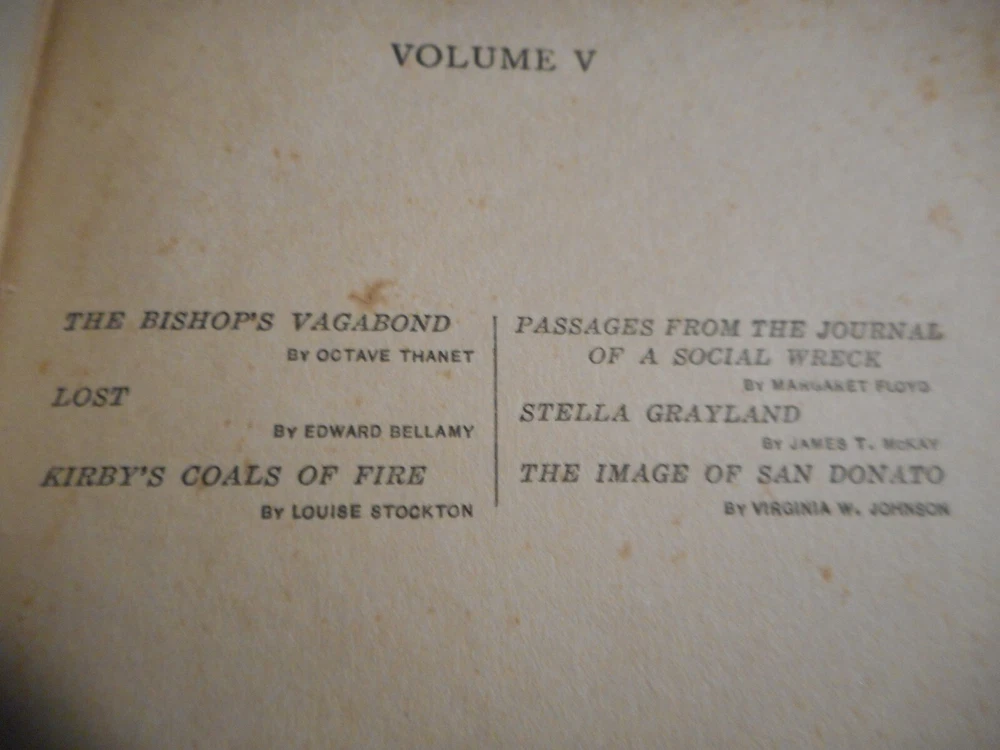 VOLUME V
THE BISHOP'S VAGABOND
BY OCTAVE THANET
LOST
BY EDWARD BELLAMY
KIRBY'S COALS OF FIRE
BY LOUISE STOCKTON
PASSAGES FROM THE JOURNAL
OF A SOCIAL WRECK
BY MARGARET FLOYD
STELLA GRAYLAND
BY JAMES T. McKAY
THE IMAGE OF SAN DONATO
BY VIRGINIA W. JOHNSON